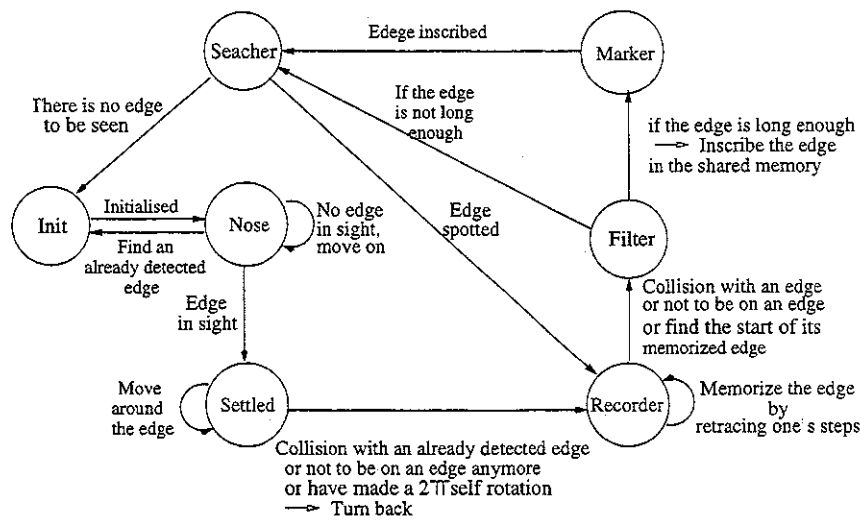 Seacher
Edege inscribed
Marker
There is no edge
to be seen
If the edge
is not long
enough
if the edge is long enough
→ Inscribe the edge
in the shared memory
Init
Initialised
Find an
already detected
edge
Nose
No edge
in sight,
move on
Edge
spotted
Filter
Edge
in sight
Collision with an edge
or not to be on an edge
or find the start of its
memorized edge
Move
around
the edge
Settled
Recorder
Memorize the edge
by
retracing one's steps
Collision with an already detected edge
or not to be on an edge anymore
or have made a 2π self rotation
→ Turn back